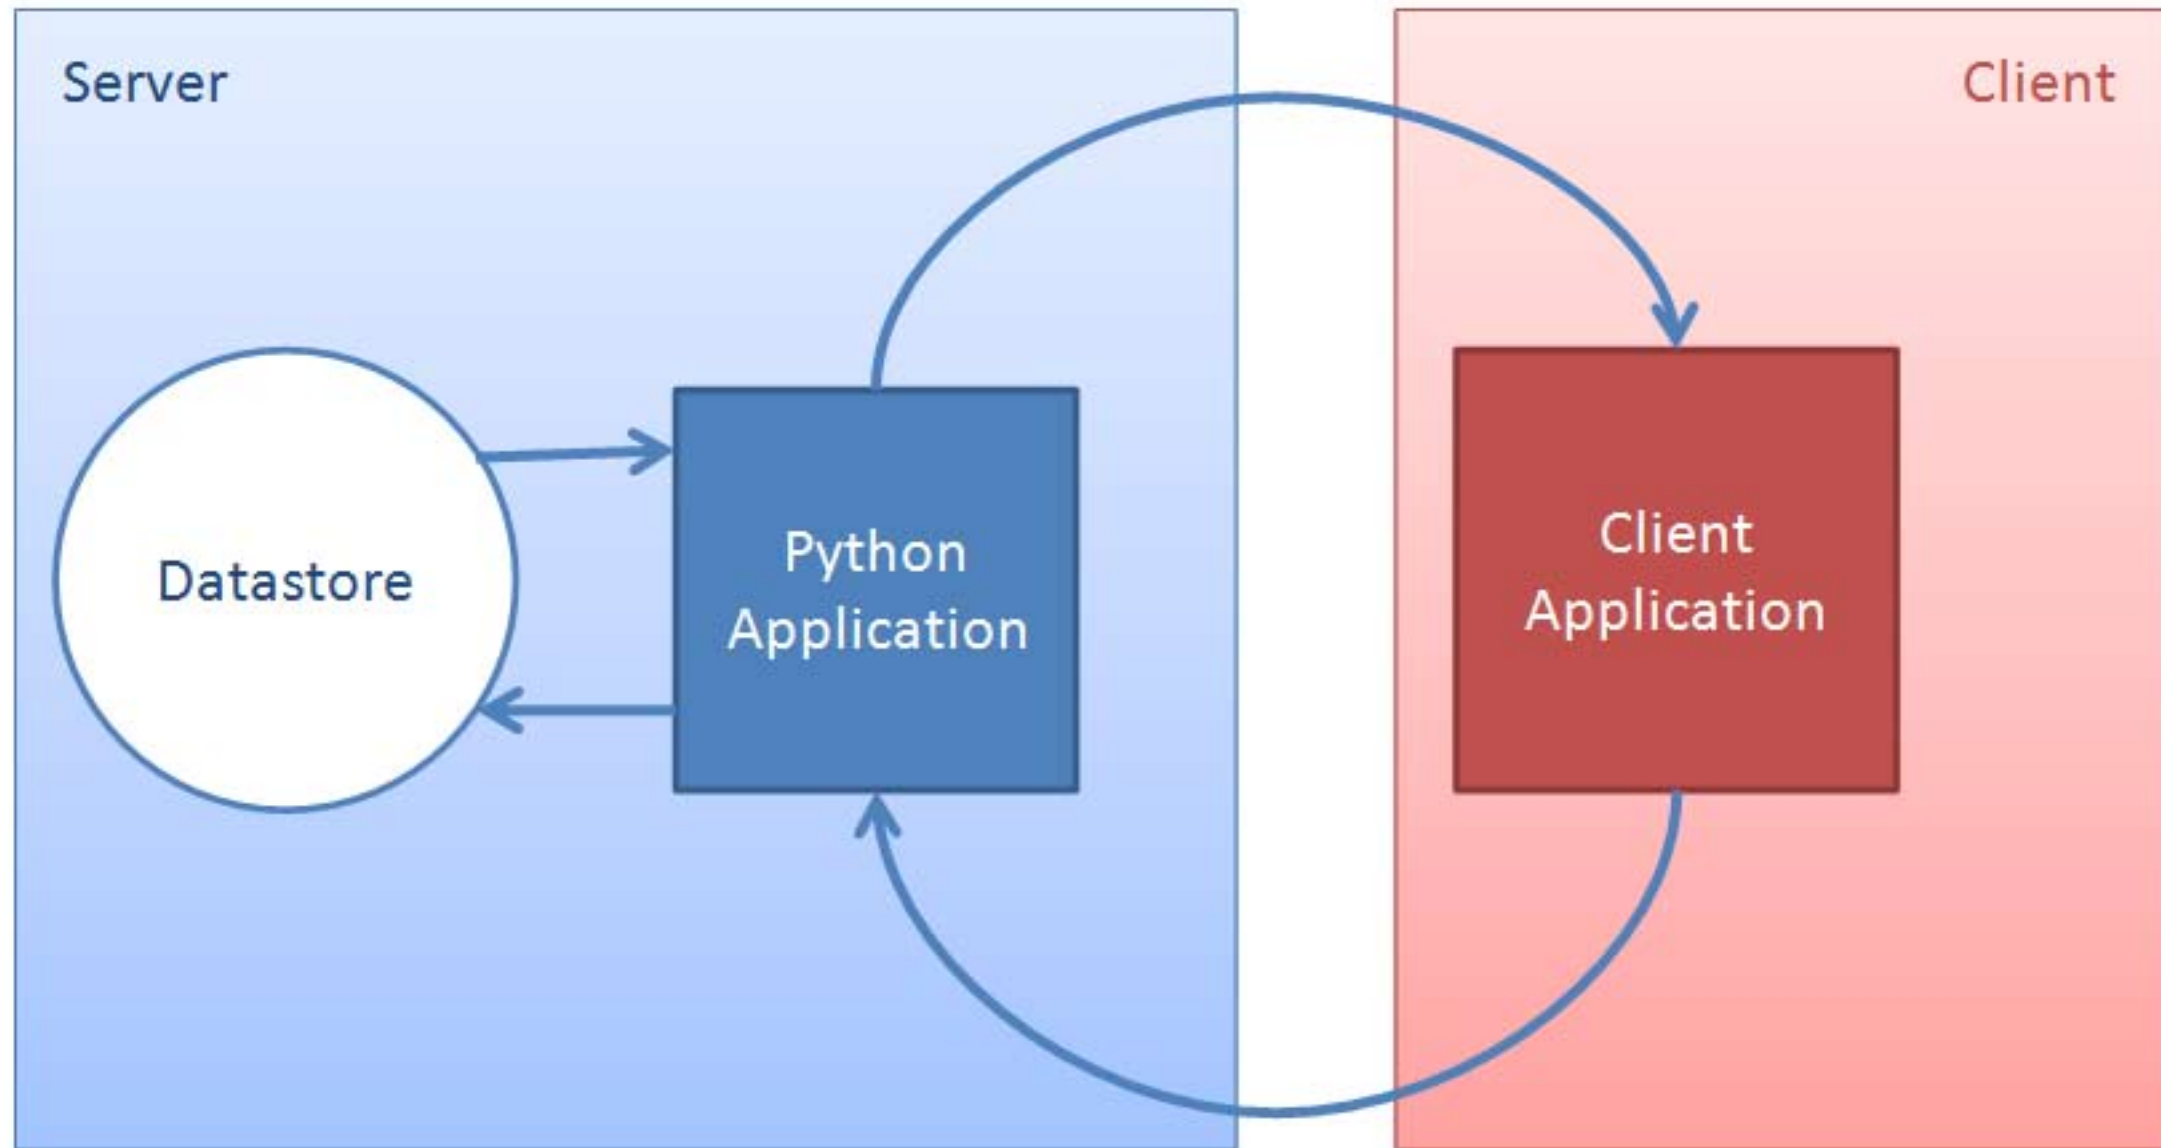 Server
Client
Datastore
Python
Application
Client
Application